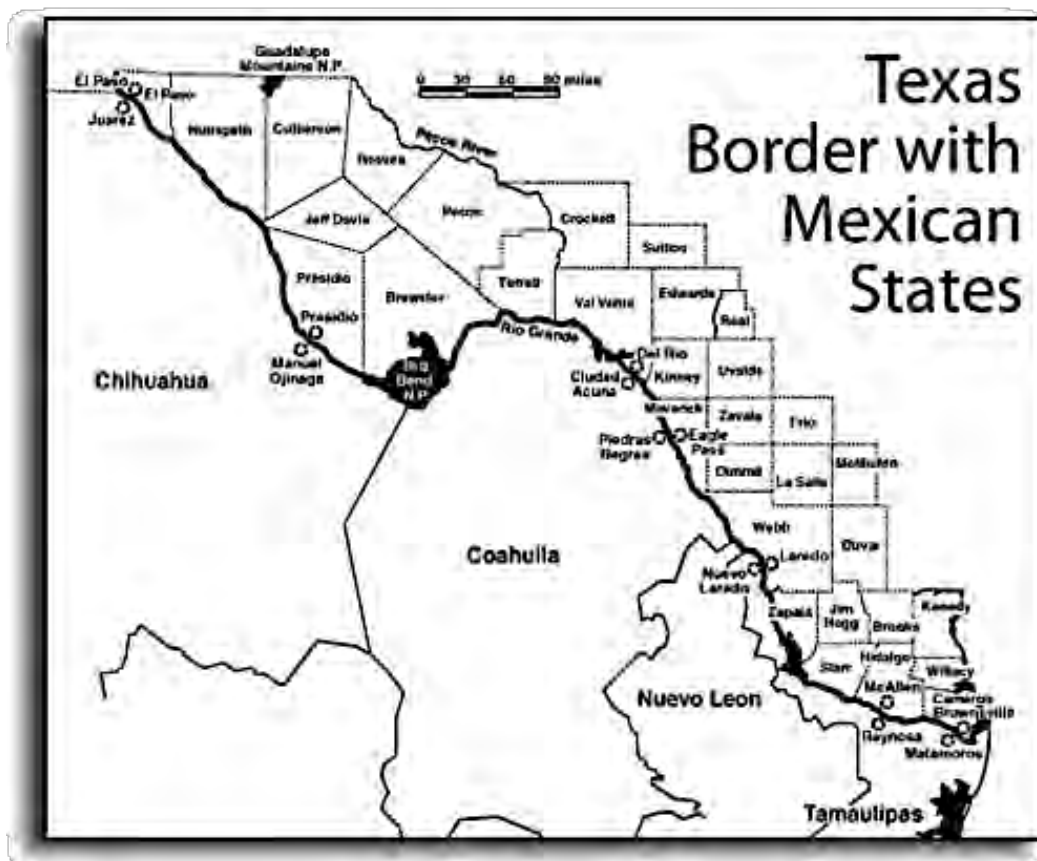 Texas
Border with
Mexican
States
Guadalupe
Mountains N.P.
0 30 60 90 miles
El Paso
El Paso
Juarez
Hudspeth
Culberson
Reeves
Pecos River
Jeff Davis
Pecos
Crockett
Sutton
Presidio
Brewster
Terrell
Val Verde
Edwards
Real
Presidio
Manuel
Ojinaga
Big
Bend
N.P.
Rio Grande
Del Rio
Ciudad
Acuna
Kinney
Uvalde
Chihuahua
Maverick
Zavala
Frio
Piedras
Negras
Eagle
Pass
Dimmit
La Salle
McMullen
Coahuila
Webb
Duval
Nuevo
Laredo
Laredo
Zapata
Jim
Hogg
Brooks
Kenedy
Starr
Hidalgo
Willacy
Nuevo Leon
McAllen
Cameron
Brownsville
Reynosa
Matamoros
Tamaulipas